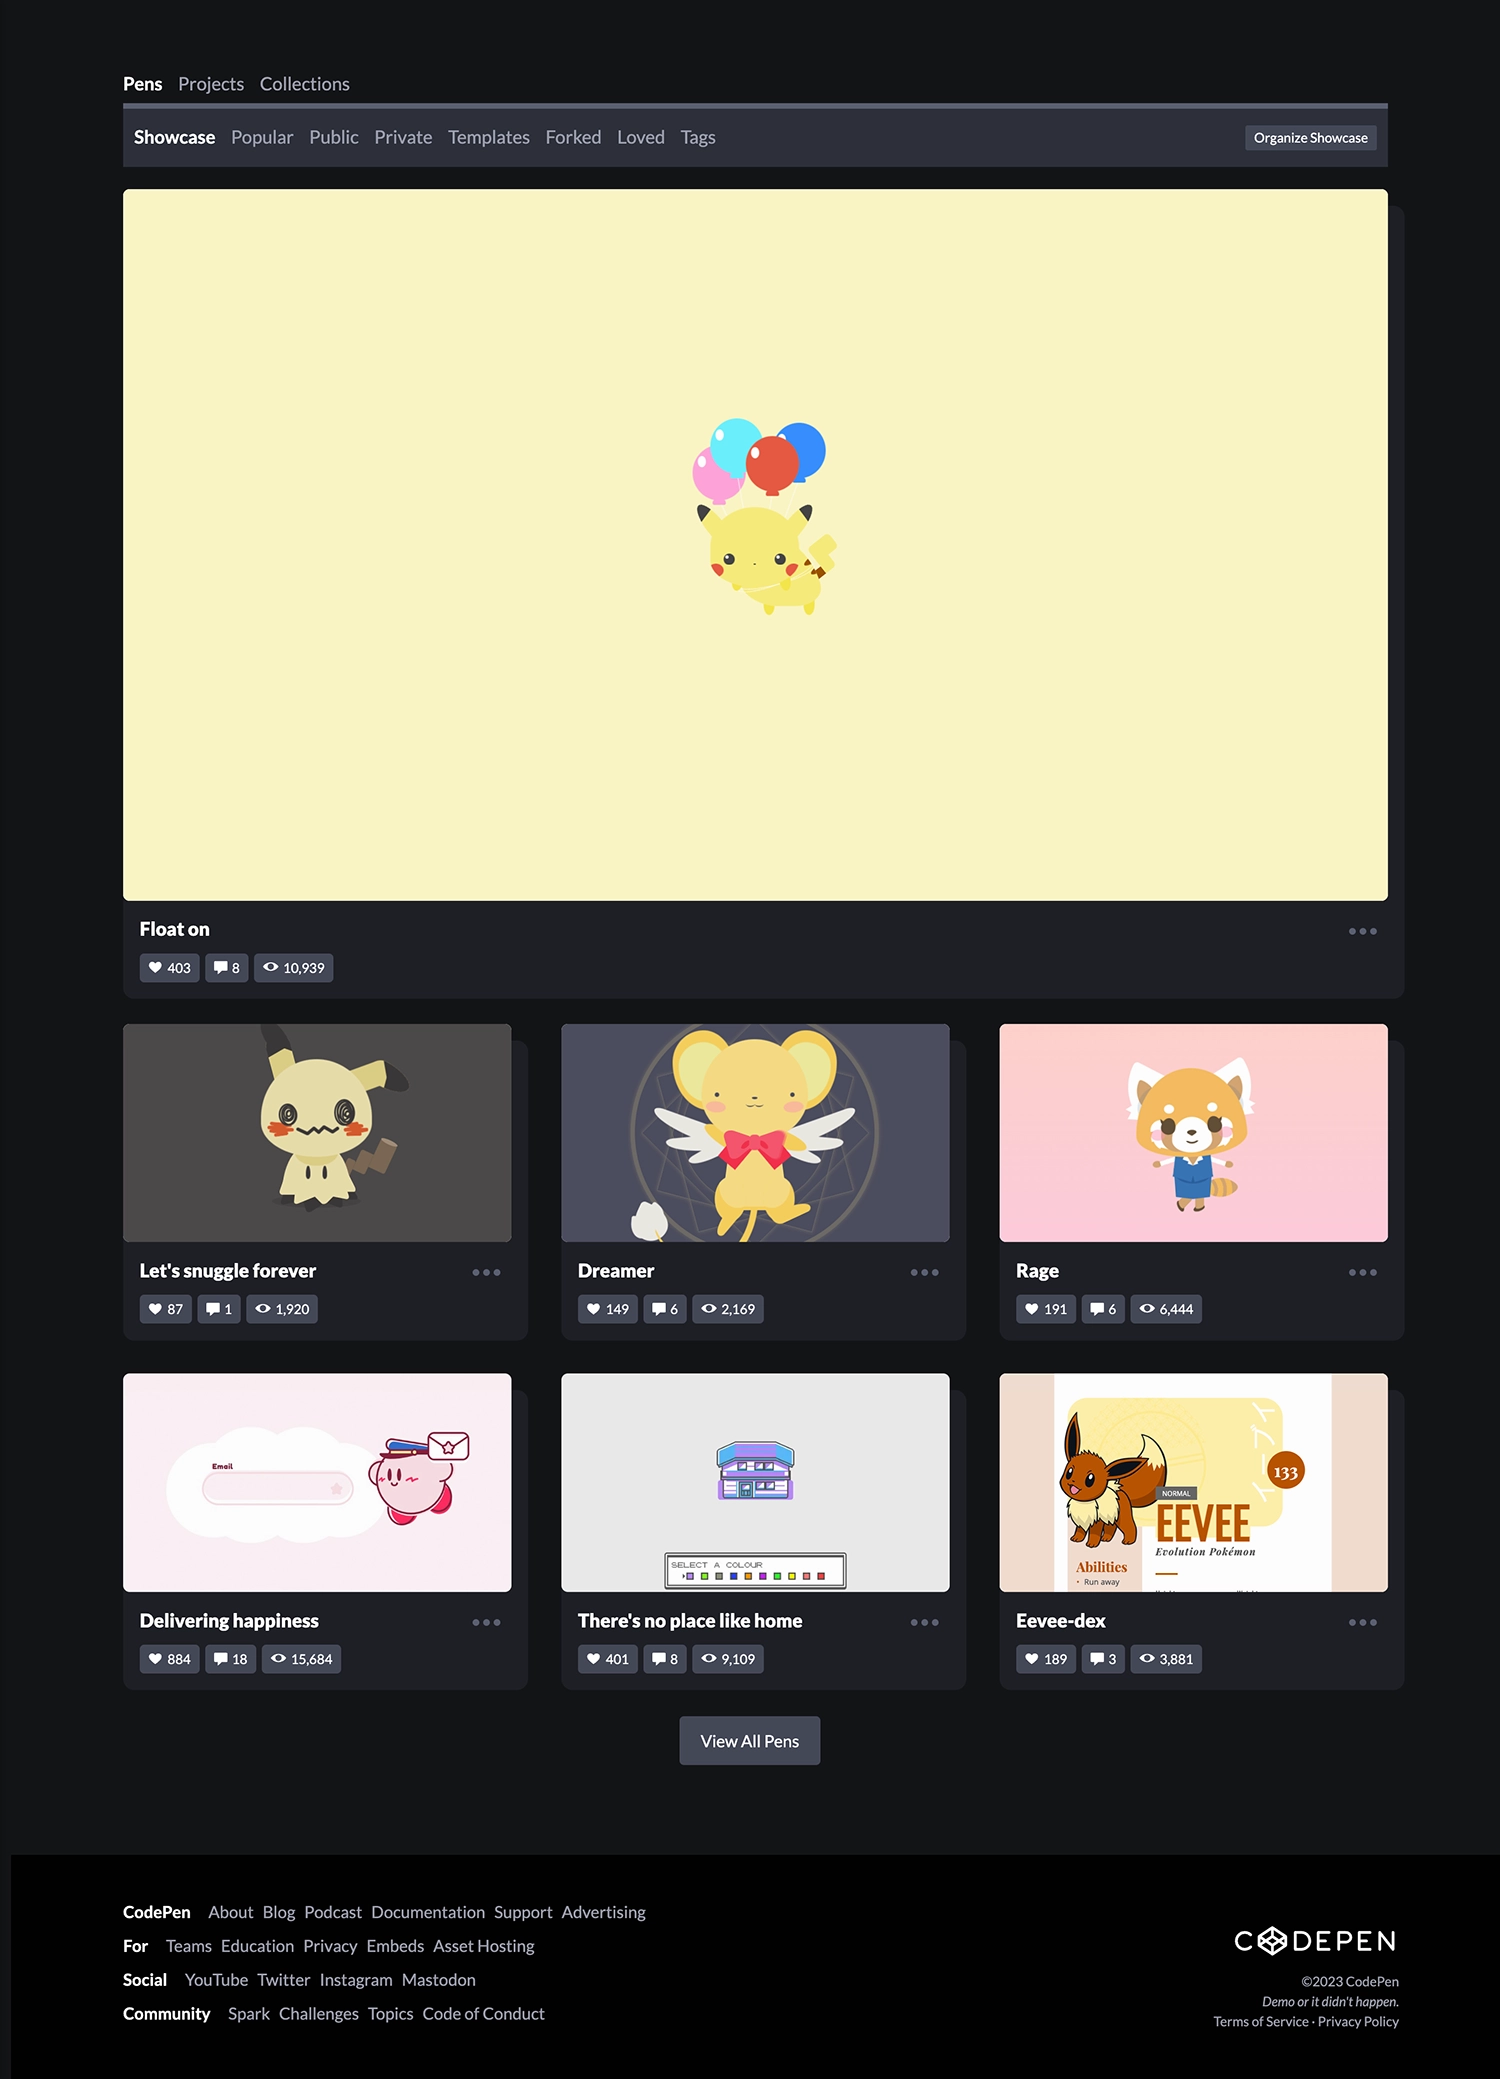 Pens Projects Collections
Showcase Popular Public Private Templates Forked Loved Tags Organize Showcase
Float on
403 8 10,939
Let's snuggle forever
87 1 1,920
Dreamer
149 6 2,169
Rage
191 6 6,444
Email
Delivering happiness
884 18 15,684
SELECT A COLOUR
There's no place like home
401 8 9,109
イーブイ
133
NORMAL
EEVEE
Evolution Pokémon
Abilities
• Run away
Eevee-dex
189 3 3,881
View All Pens
CodePen About Blog Podcast Documentation Support Advertising
For Teams Education Privacy Embeds Asset Hosting
Social YouTube Twitter Instagram Mastodon
Community Spark Challenges Topics Code of Conduct
CODEPEN
©2023 CodePen
Demo or it didn't happen.
Terms of Service · Privacy Policy